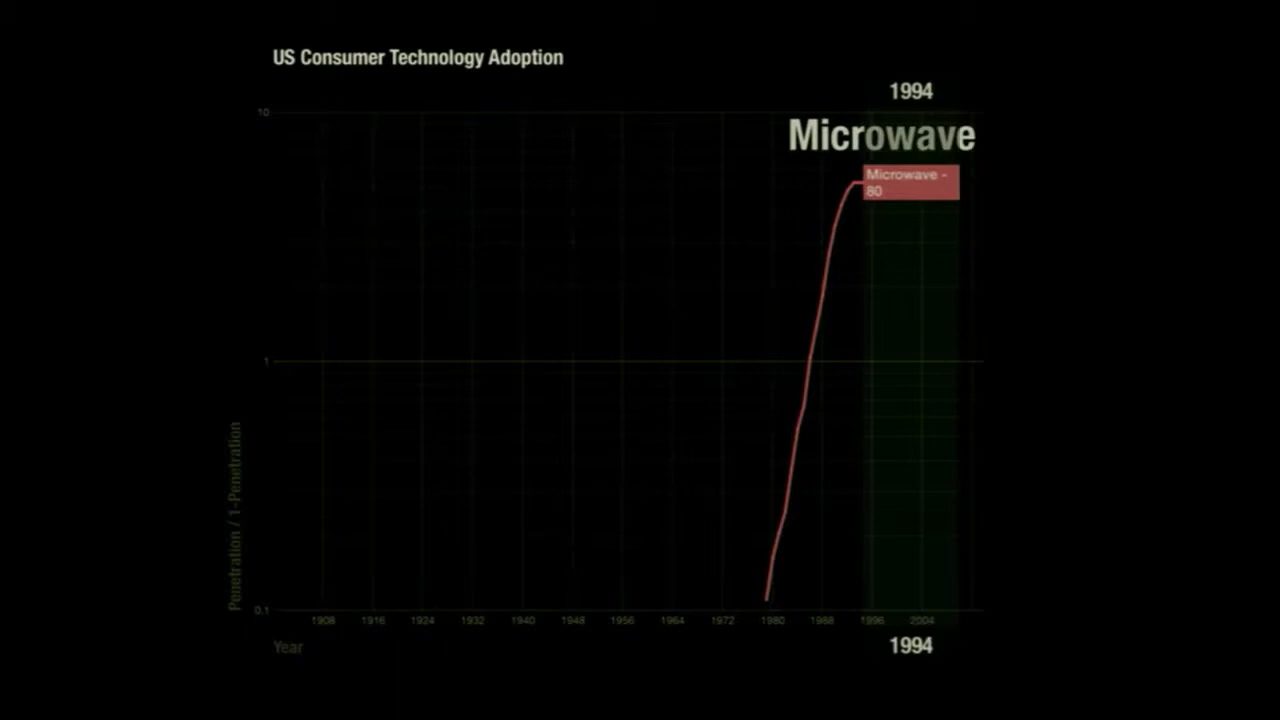 US Consumer Technology Adoption
1994
10
Microwave
Microwave -
80
1
Penetration / 1-Penetration
0.1
1908 1916 1924 1932 1940 1948 1956 1964 1972 1980 1988 1996 2004
Year
1994